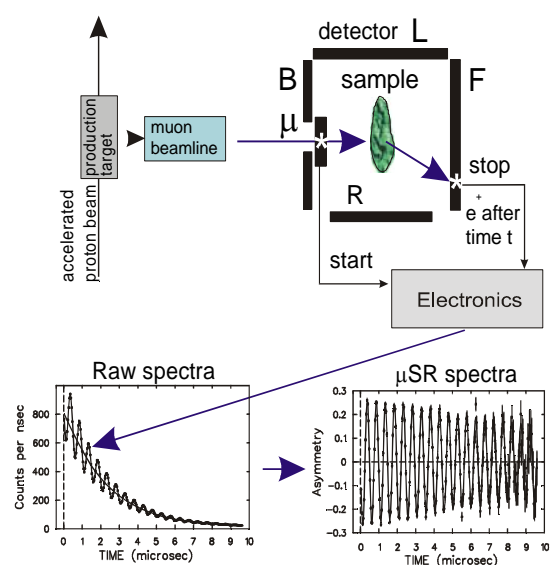 detector L
B
F
sample
production
target
μ
muon
beamline
*
*
stop
R
+
e after
time t
accelerated
proton beam
start
Electronics
Raw spectra
μSR spectra
Counts per nsec
800
600
400
200
0
0 1 2 3 4 5 6 7 8 9 10
TIME (microsec)
Asymmetry
0.3
0.2
0.1
0
-0.1
-0.2
-0.3
0 1 2 3 4 5 6 7 8 9 10
TIME (microsec)